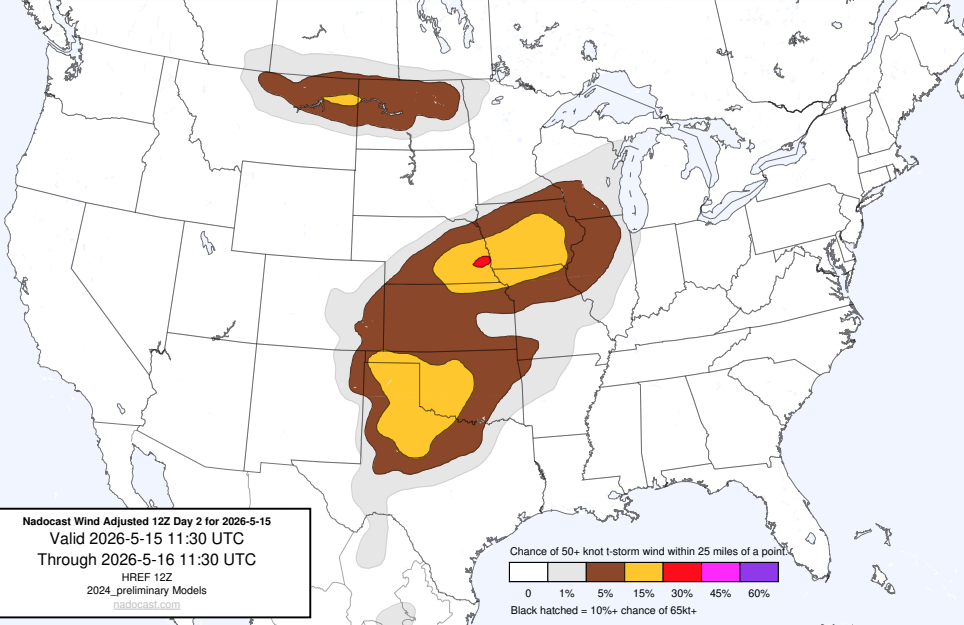 Nadocast Wind Adjusted 12Z Day 2 for 2026-5-15
Valid 2026-5-15 11:30 UTC
Through 2026-5-16 11:30 UTC
HREF 12Z
2024_preliminary Models
nadocast.com
Chance of 50+ knot t-storm wind within 25 miles of a point.
0 1% 5% 15% 30% 45% 60%
Black hatched = 10%+ chance of 65kt+